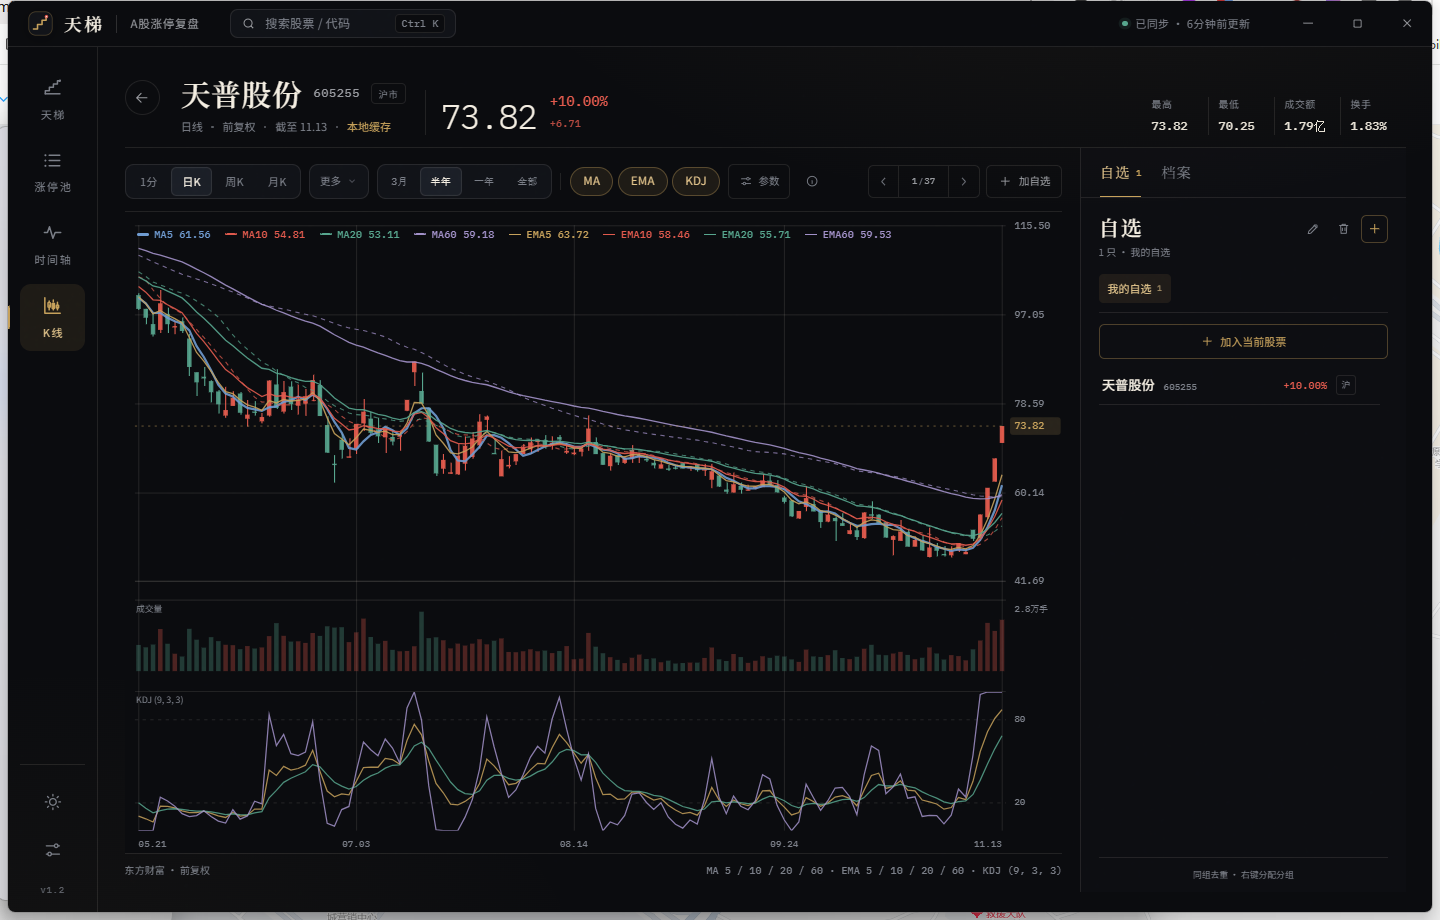 天梯 A股涨停复盘 搜索股票 / 代码 Ctrl K 已同步 · 6分钟前更新
天梯
涨停池
时间轴
K线
v1.2
天普股份 605255 沪市
日线 · 前复权 · 截至 11.13 · 本地缓存
73.82 +10.00%
+6.71
最高 最低 成交额 换手
73.82 70.25 1.79亿 1.83%
1分 日K 周K 月K 更多 3月 半年 一年 全部 MA EMA KDJ 参数 1/37 加自选
MA5 61.56 MA10 54.81 MA20 53.11 MA60 59.18 EMA5 63.72 EMA10 58.46 EMA20 55.71 EMA60 59.53
115.50
97.05
78.59
73.82
60.14
41.69
成交量 2.8万手
KDJ (9,3,3)
80
20
05.21 07.03 08.14 09.24 11.13
东方财富 · 前复权 MA 5 / 10 / 20 / 60 · EMA 5 / 10 / 20 / 60 · KDJ (9, 3, 3)
自选 1 档案
自选
1 只 · 我的自选
我的自选 1
加入当前股票
天普股份 605255 +10.00% 沪
同组去重 · 右键分配分组